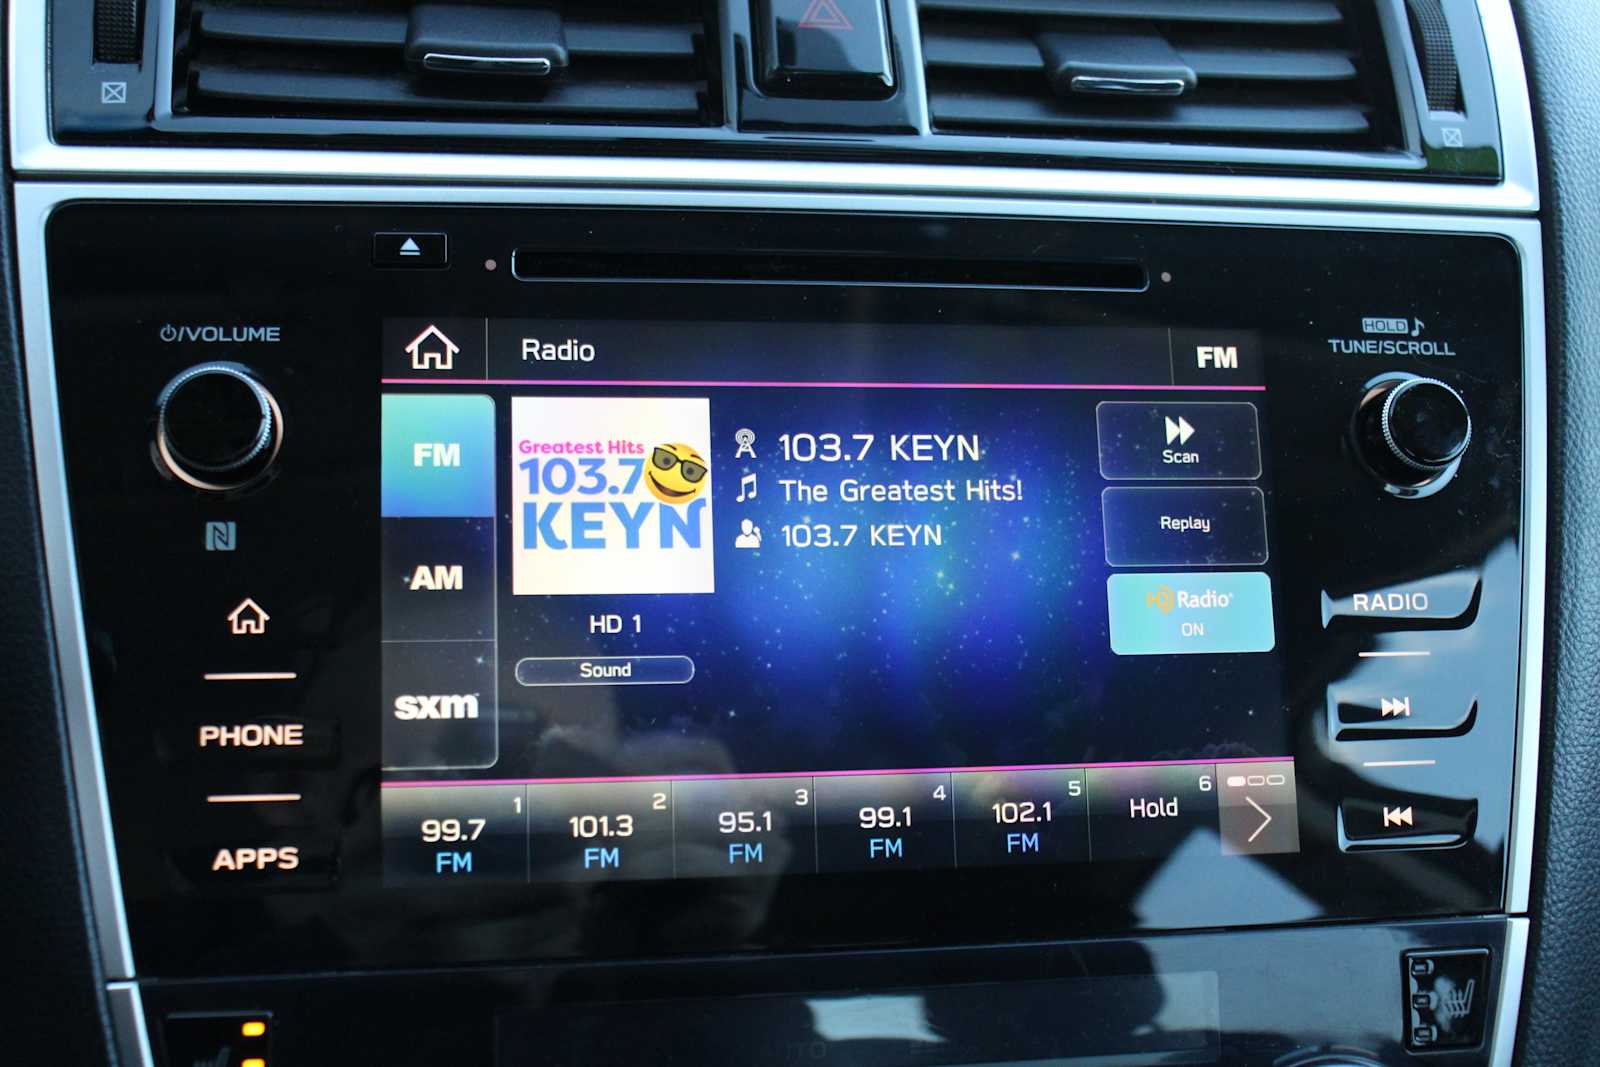 ⏻/VOLUME
HOLD ♪
TUNE/SCROLL
Radio
FM
FM
AM
sxm
Greatest Hits
103.7
KEYN
HD 1
Sound
103.7 KEYN
The Greatest Hits!
103.7 KEYN
Scan
Replay
HD Radio®
ON
PHONE
APPS
RADIO
1
99.7
FM
2
101.3
FM
3
95.1
FM
4
99.1
FM
5
102.1
FM
6
Hold